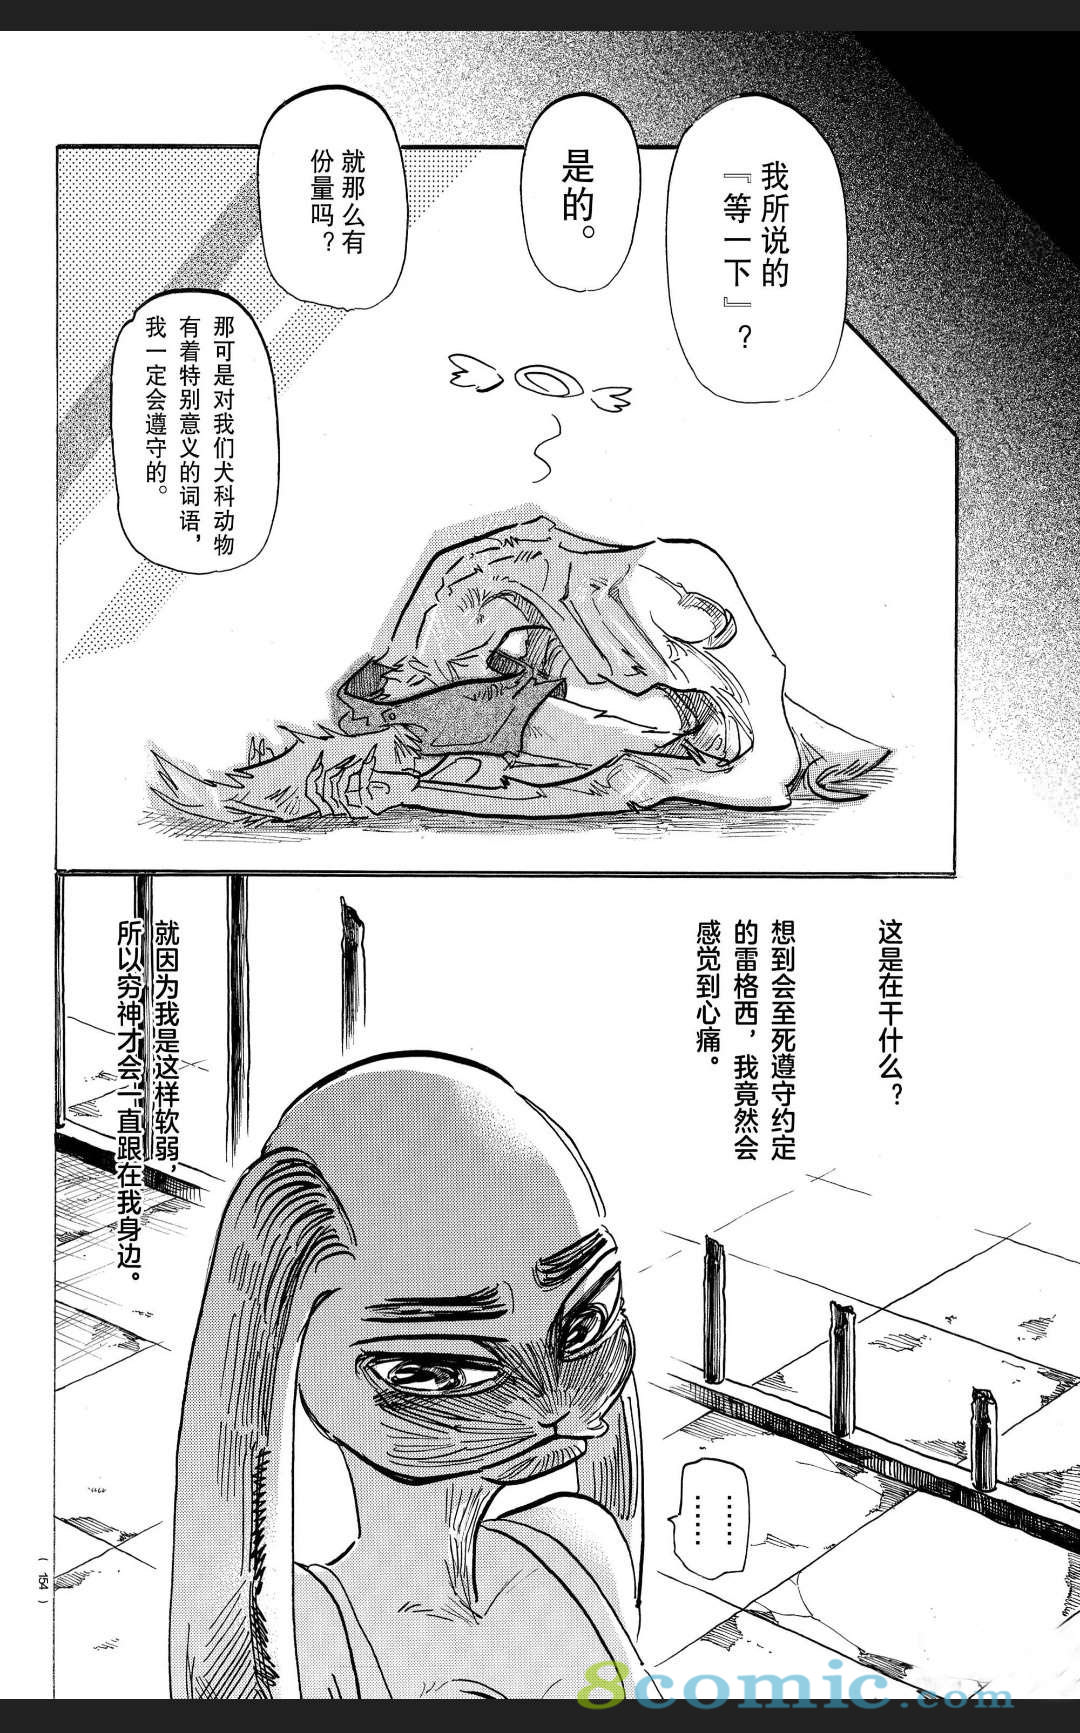 我所说的
『等一下』?
是的。
就那么有
份量吗?
那可是对我们犬科动物
有着特别意义的词语，
我一定会遵守的。
这是在干什么?
想到会至死遵守约定
的雷格西，我竟然会
感觉到心痛。
就因为我是这样软弱，
所以穷神才会一直跟在我身边。
……
……
(154)
8comic.com